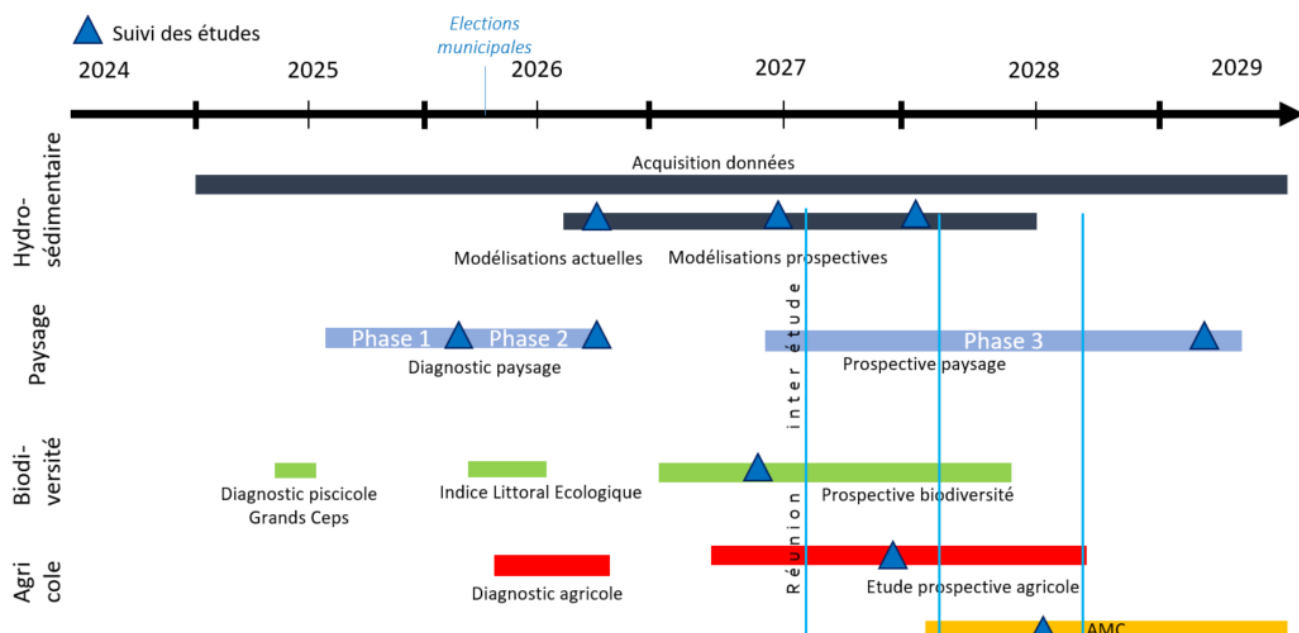 Suivi des études
Elections
municipales
2024
2025
2026
2027
2028
2029
Hydro-
sédimentaire
Acquisition données
Modélisations actuelles
Modélisations prospectives
Paysage
Phase 1
Phase 2
Phase 3
Diagnostic paysage
Prospective paysage
Réunion inter étude
Biodi-
versité
Diagnostic piscicole
Grands Ceps
Indice Littoral Ecologique
Prospective biodiversité
Agri
cole
Diagnostic agricole
Etude prospective agricole
AMC